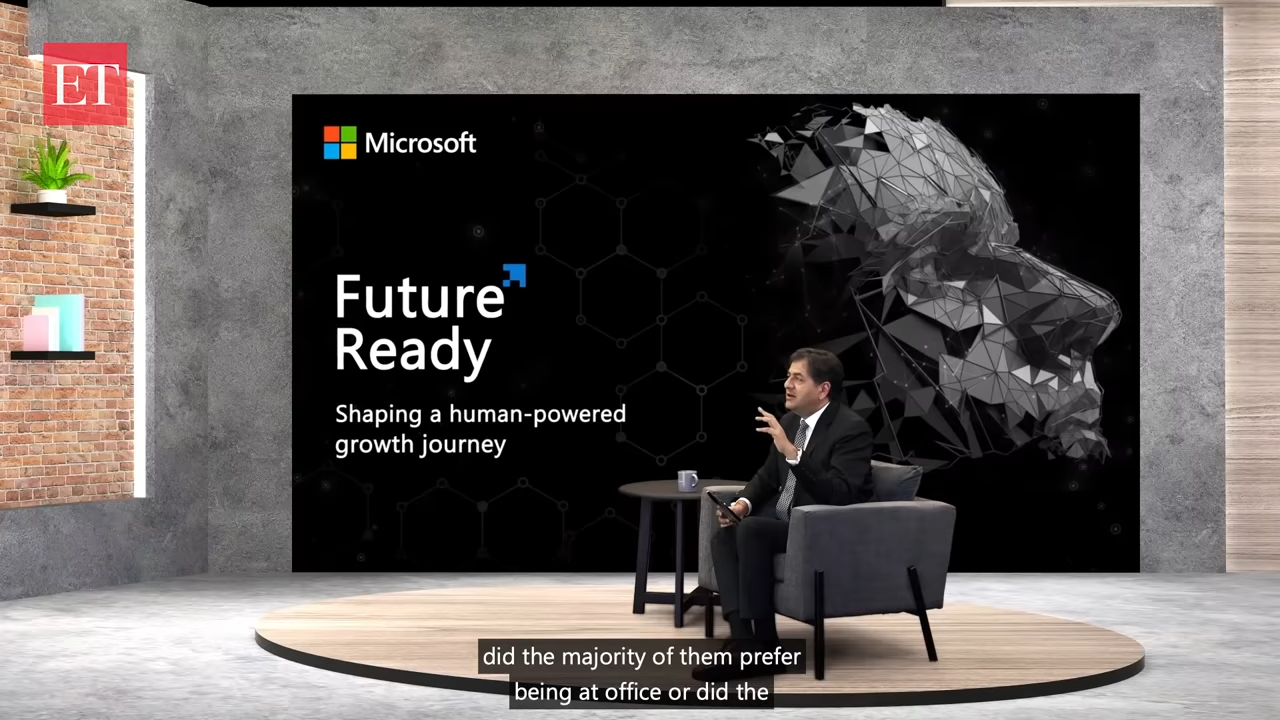 ET
Microsoft
Future
Ready
Shaping a human-powered
growth journey
did the majority of them prefer
being at office or did the